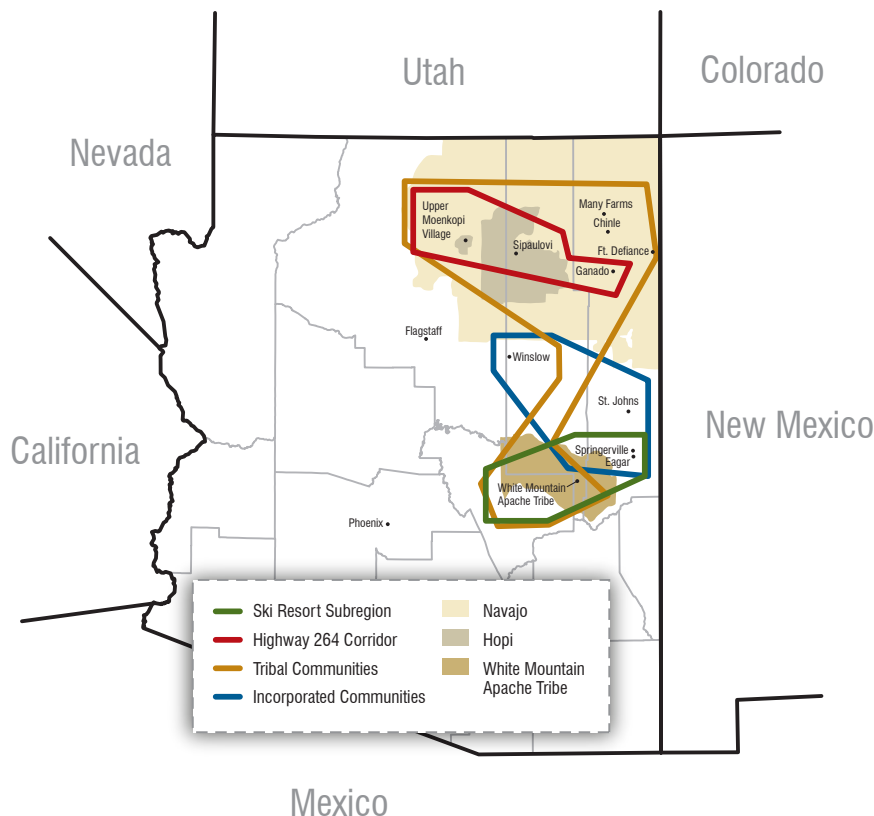 Utah
Colorado
Nevada
Upper
Moenkopi
Village
Many Farms
Chinle
Sipaulovi
Ft. Defiance
Ganado
Flagstaff
Winslow
St. Johns
California
New Mexico
Springerville
Eagar
White Mountain
Apache Tribe
Phoenix
Ski Resort Subregion
Highway 264 Corridor
Tribal Communities
Incorporated Communities
Navajo
Hopi
White Mountain
Apache Tribe
Mexico